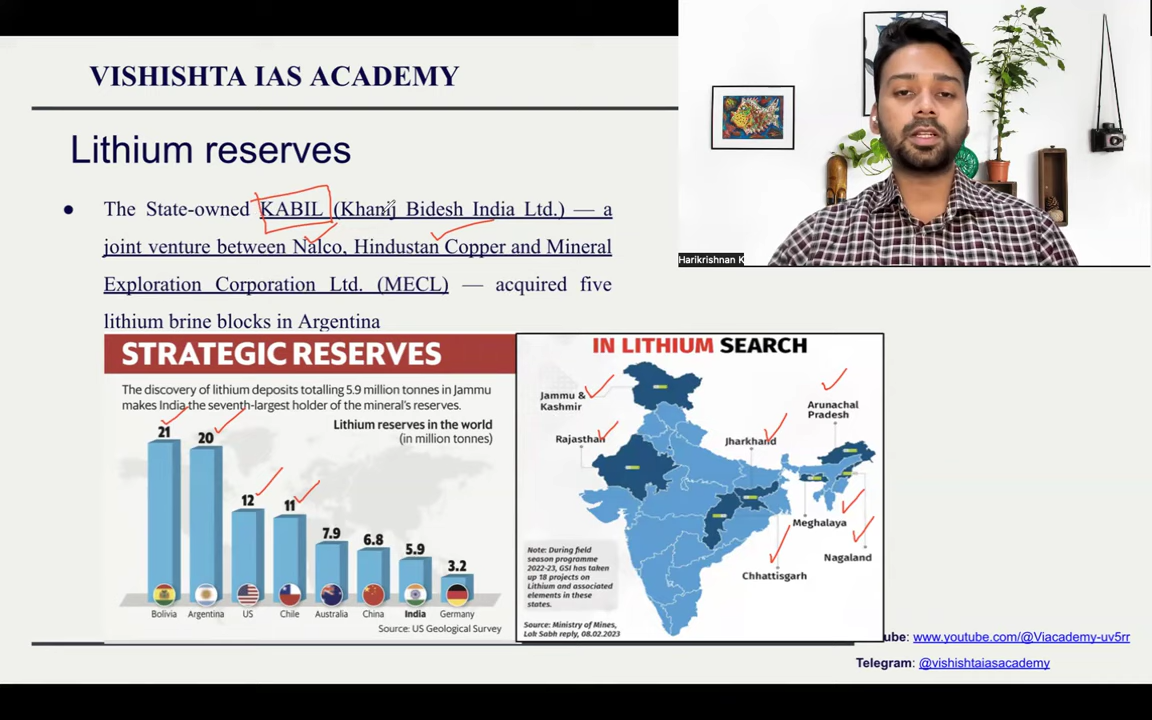 VISHISHTA IAS ACADEMY
Lithium reserves
● The State-owned KABIL (Khanij Bidesh India Ltd.) — a
joint venture between Nalco, Hindustan Copper and Mineral
Exploration Corporation Ltd. (MECL) — acquired five
lithium brine blocks in Argentina
Harikrishnan K
STRATEGIC RESERVES
The discovery of lithium deposits totalling 5.9 million tonnes in Jammu
makes India the seventh-largest holder of the mineral's reserves.
Lithium reserves in the world
(in million tonnes)
21 20 12 11 7.9 6.8 5.9 3.2
Bolivia Argentina US Chile Australia China India Germany
Source: US Geological Survey
IN LITHIUM SEARCH
Jammu &
Kashmir
Arunachal
Pradesh
Rajasthan
Jharkhand
Meghalaya
Nagaland
Chhattisgarh
Note: During field
season programme
2022-23, GSI has taken
up 18 projects on
Lithium and associated
elements in these
states.
Source: Ministry of Mines,
Lok Sabh reply, 08.02.2023
ube: www.youtube.com/@Viacademy-uv5rr
Telegram: @vishishtaiasacademy